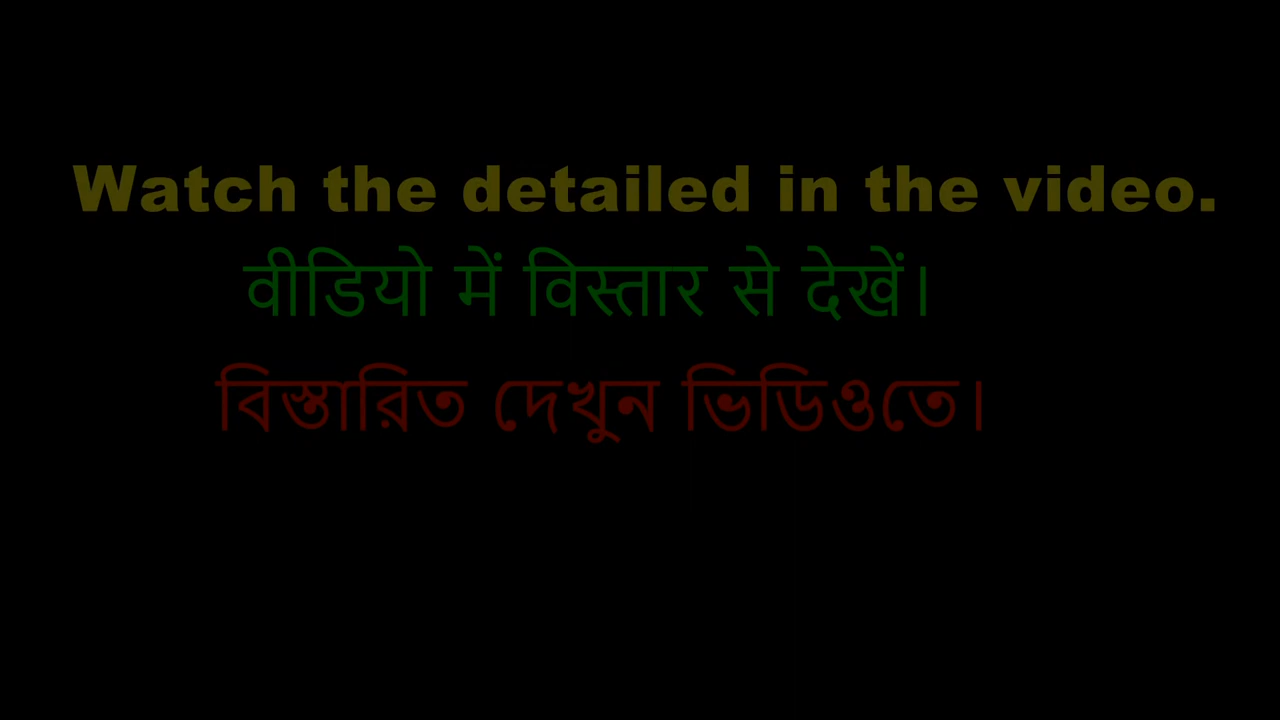 Watch the detailed in the video.
वीडियो में विस्तार से देखें।
বিস্তারিত দেখুন ভিডিওতে।